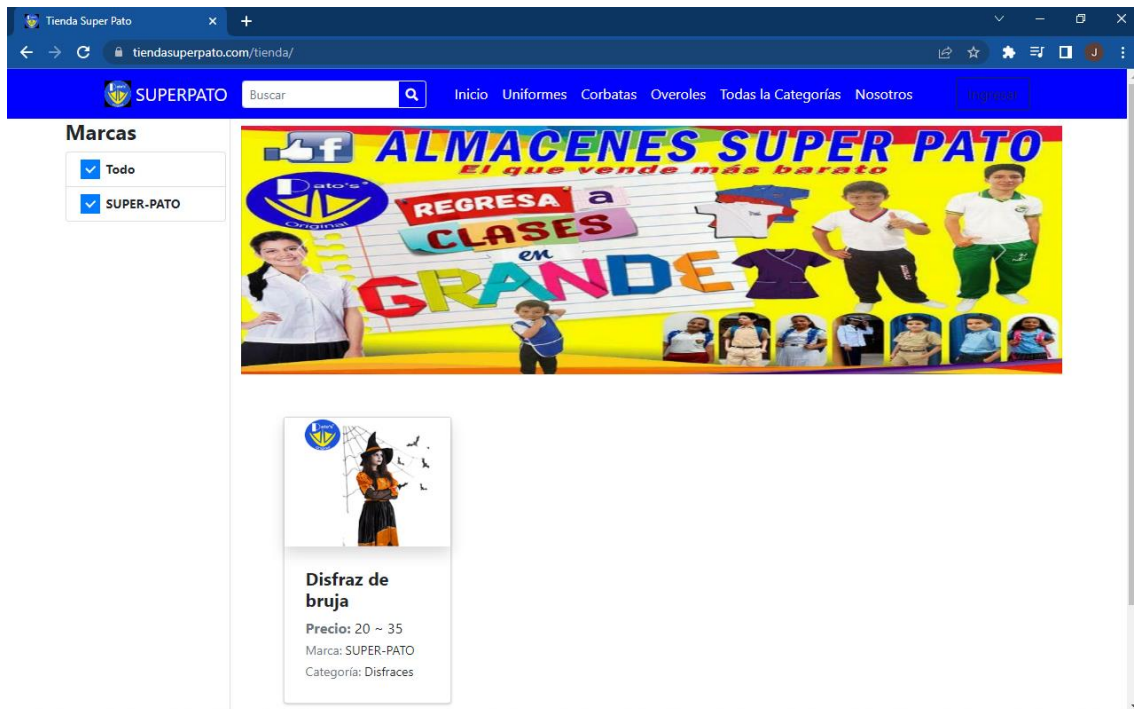 Tienda Super Pato
tiendasuperpato.com/tienda/
J
SUPERPATO
Buscar
Inicio Uniformes Corbatas Overoles Todas la Categorías Nosotros
Ingresar
Marcas
Todo
SUPER-PATO
f ALMACENES SUPER PATO
El que vende más barato
Pato's
Original
REGRESA a
CLASES
en
GRANDE
Disfraz de
bruja
Precio: 20 ~ 35
Marca: SUPER-PATO
Categoría: Disfraces